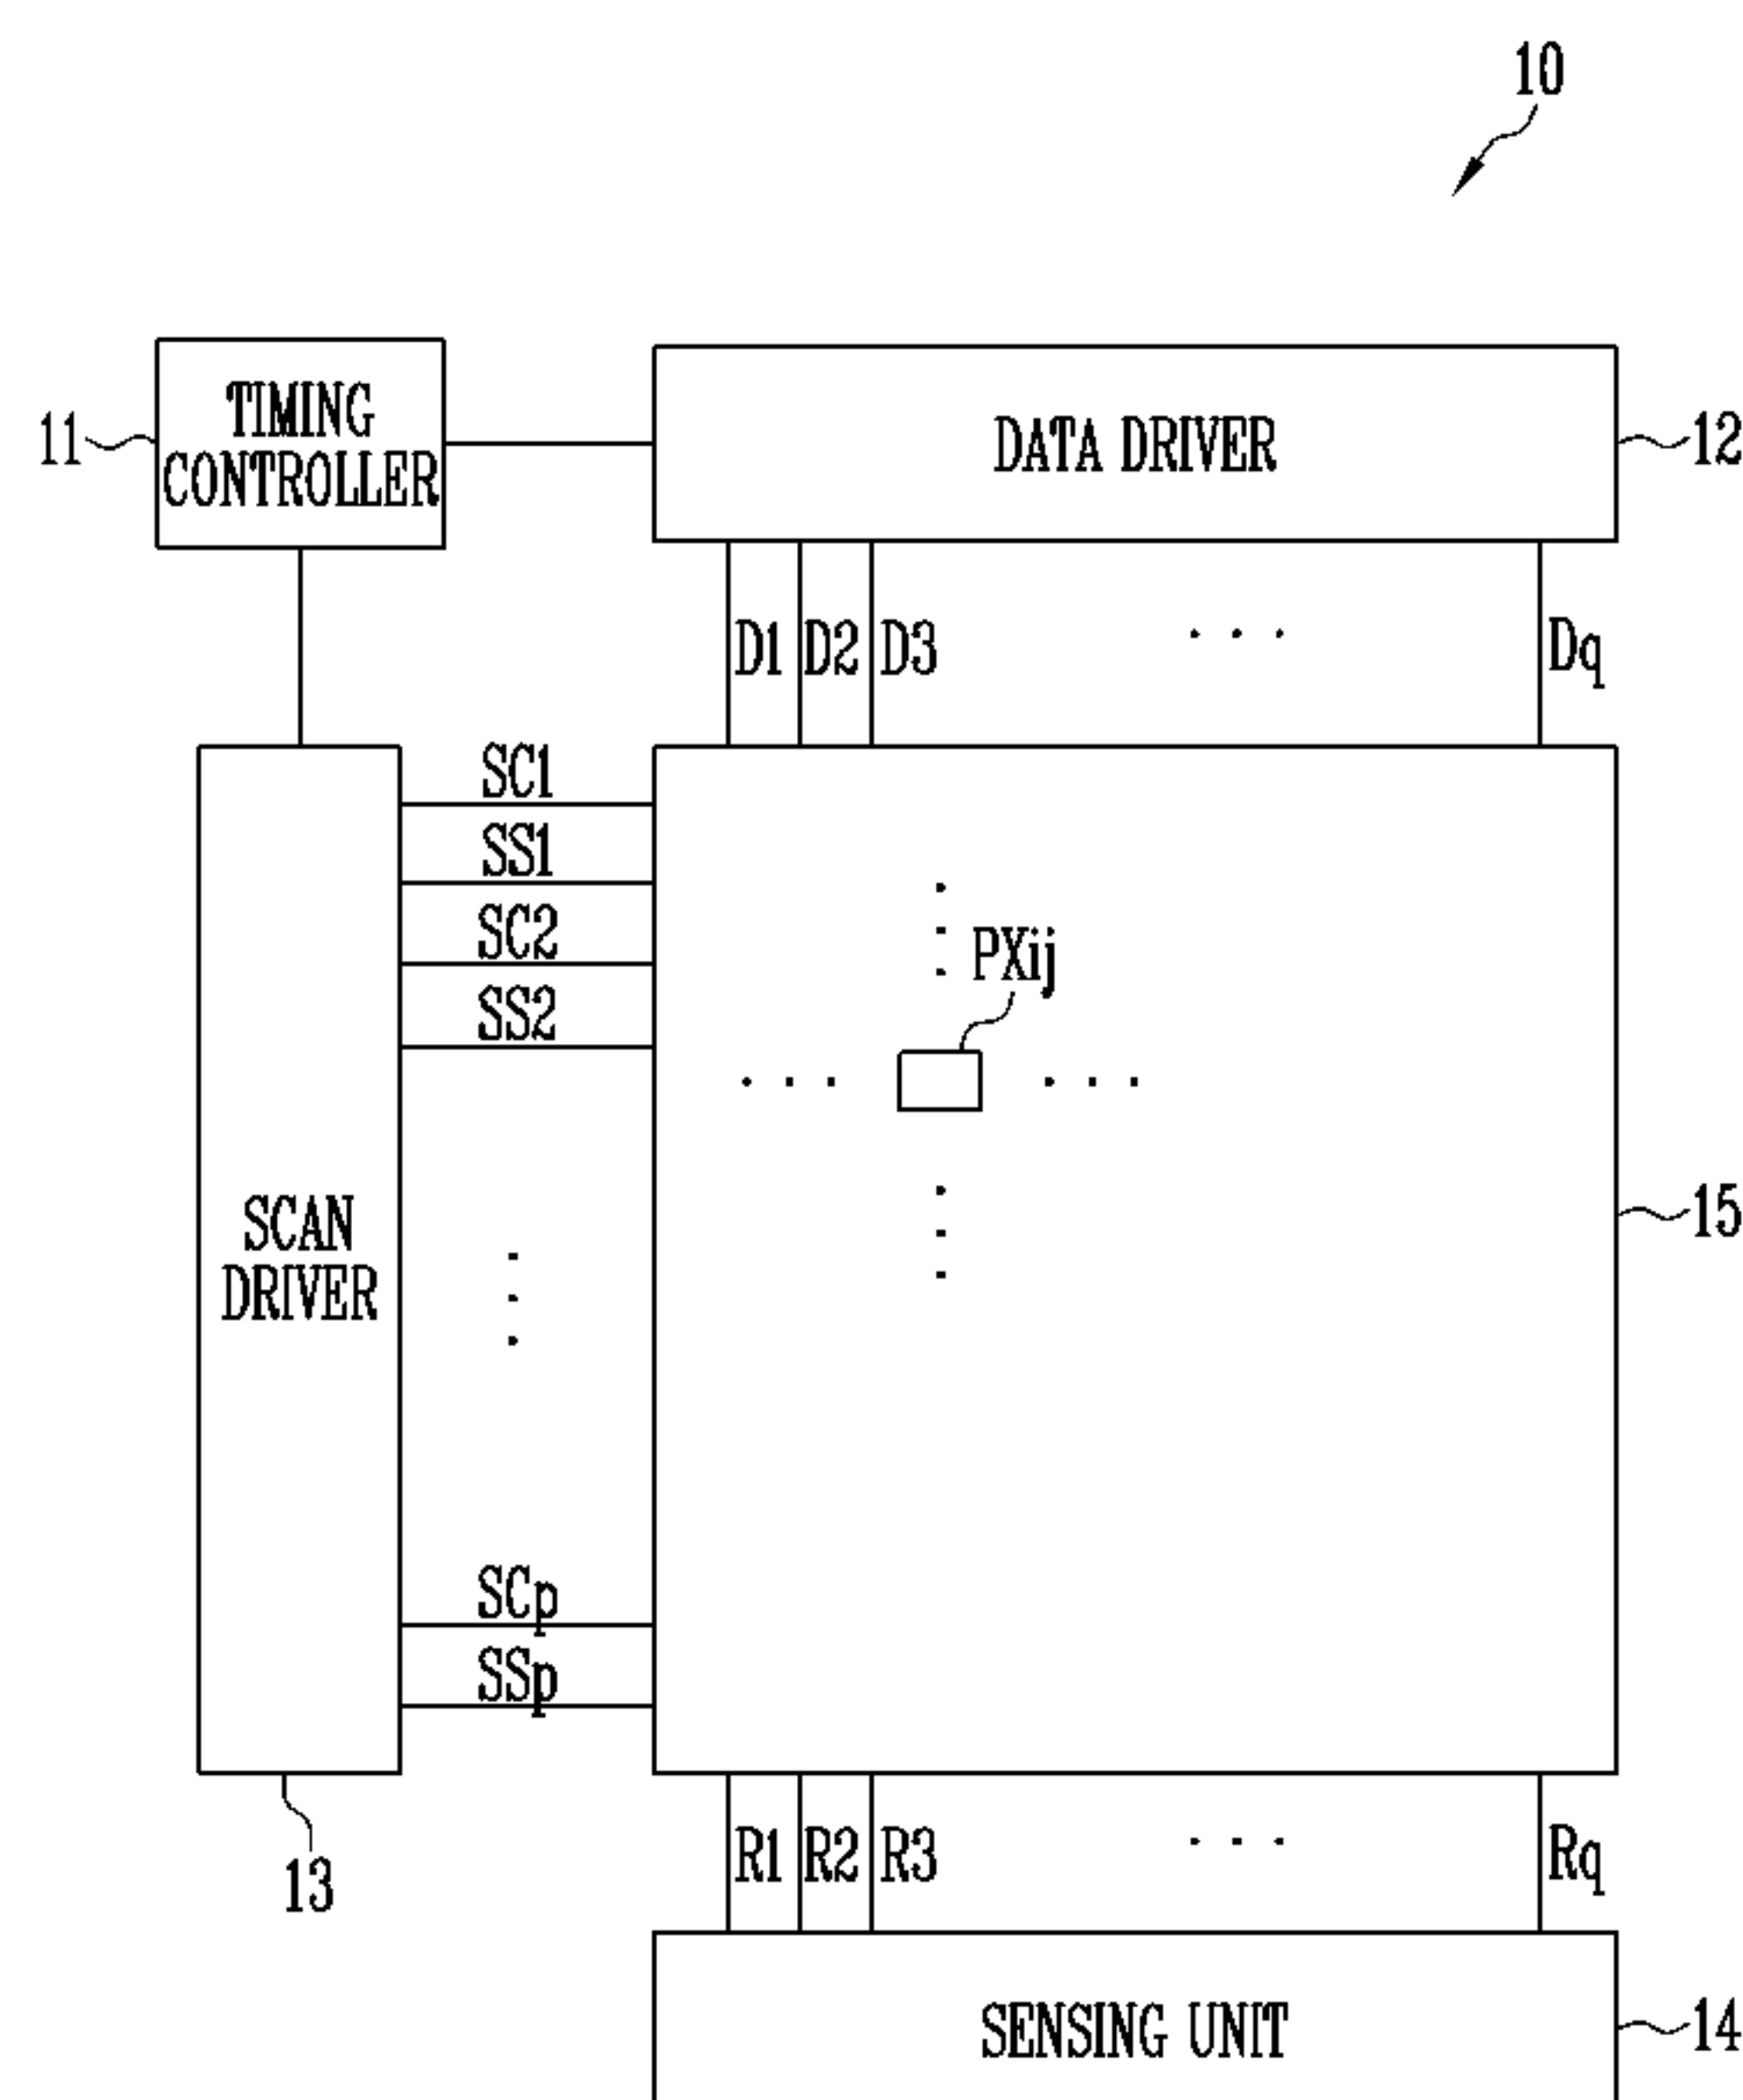 10
TIMING
CONTROLLER
11
DATA DRIVER
12
D1 D2 D3 . . . Dq
SC1
SS1
SC2
SS2
PXij
SCAN
DRIVER
15
SCp
SSp
13
R1 R2 R3 . . . Rq
SENSING UNIT
14